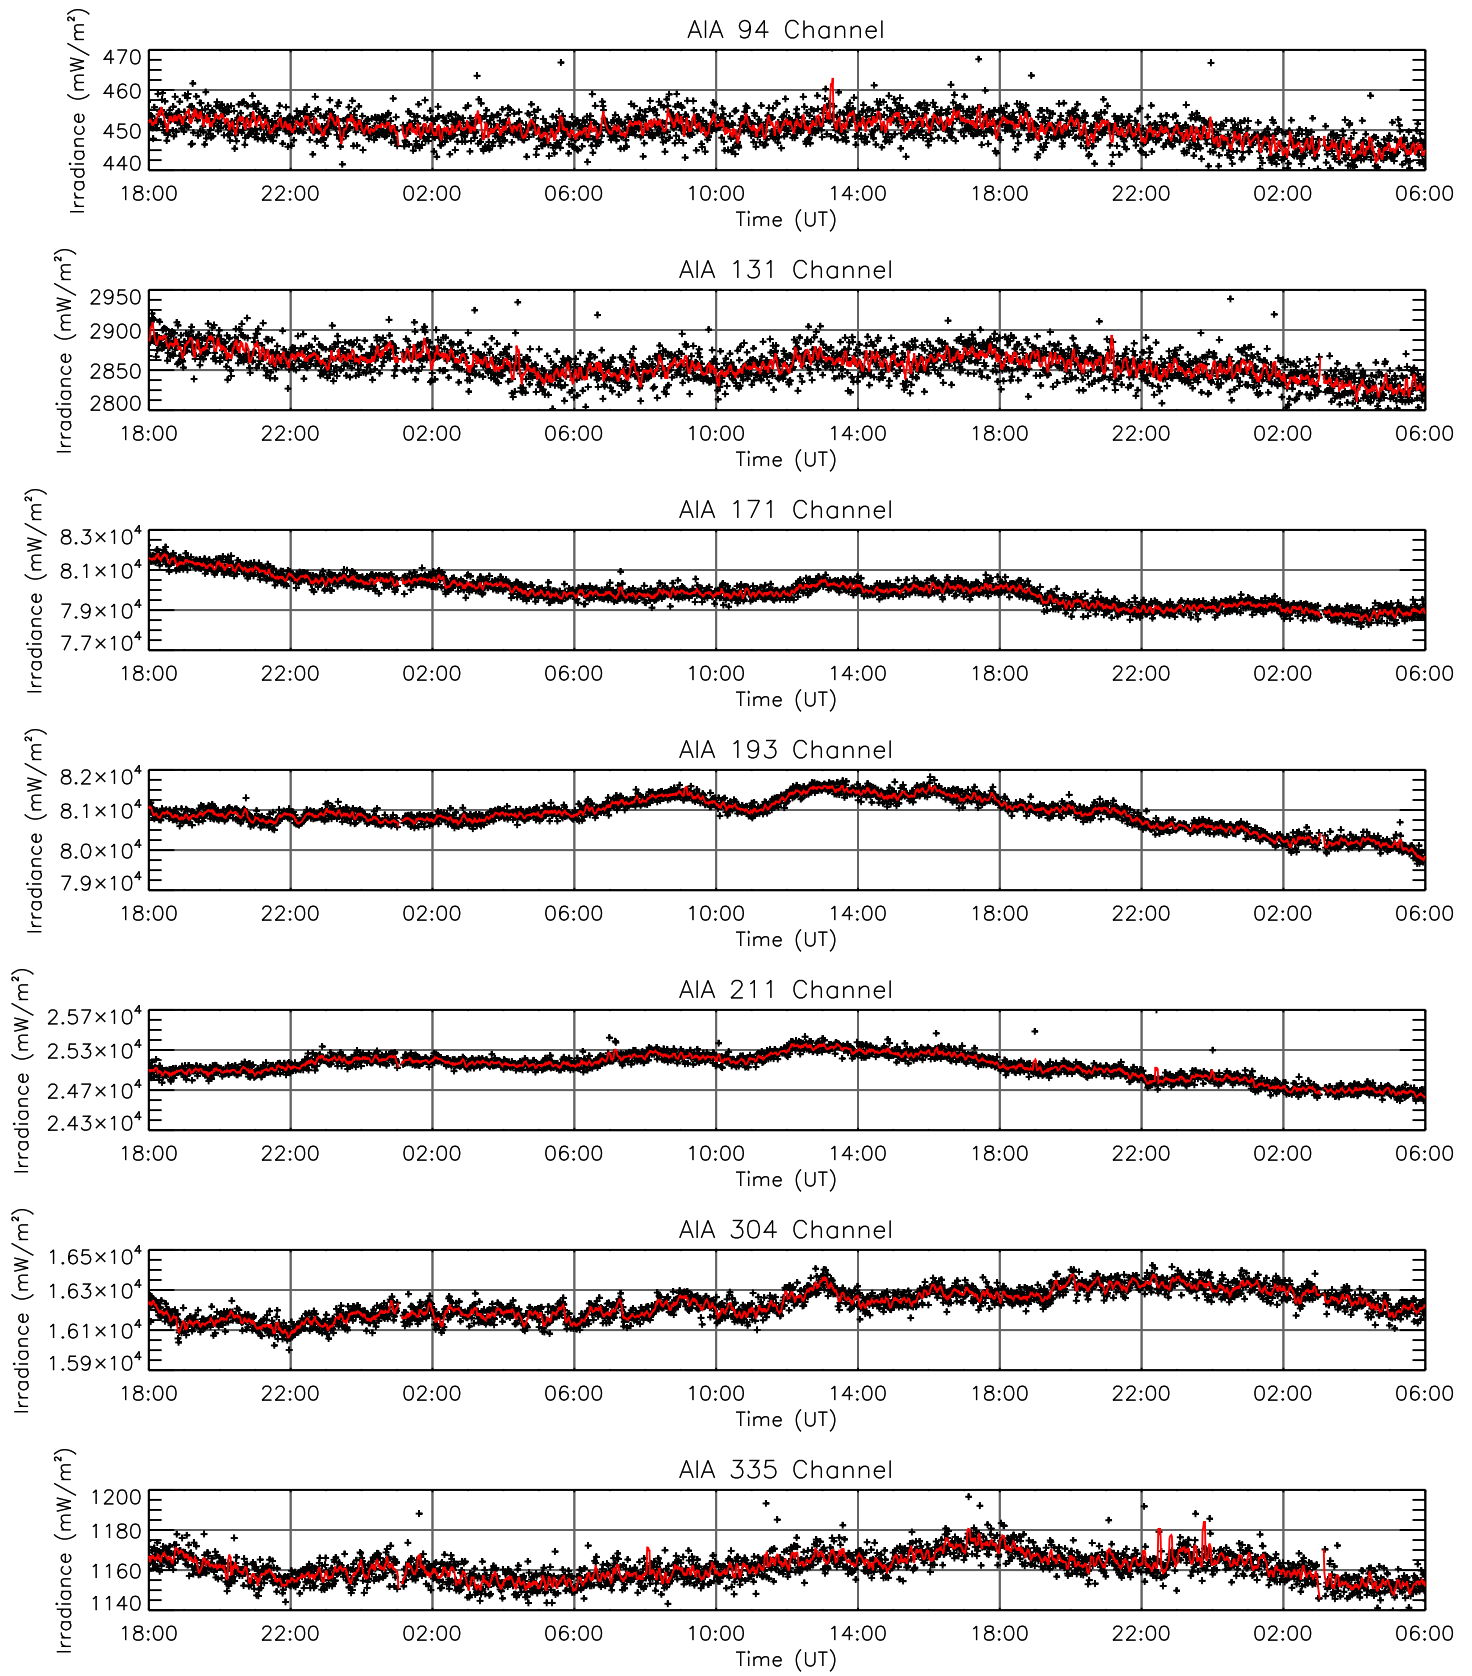 AIA 94 Channel
Irradiance (mW/m²)
470
460
450
440
18:00 22:00 02:00 06:00 10:00 14:00 18:00 22:00 02:00 06:00
Time (UT)
AIA 131 Channel
Irradiance (mW/m²)
2950
2900
2850
2800
18:00 22:00 02:00 06:00 10:00 14:00 18:00 22:00 02:00 06:00
Time (UT)
AIA 171 Channel
Irradiance (mW/m²)
8.3×10⁴
8.1×10⁴
7.9×10⁴
7.7×10⁴
18:00 22:00 02:00 06:00 10:00 14:00 18:00 22:00 02:00 06:00
Time (UT)
AIA 193 Channel
Irradiance (mW/m²)
8.2×10⁴
8.1×10⁴
8.0×10⁴
7.9×10⁴
18:00 22:00 02:00 06:00 10:00 14:00 18:00 22:00 02:00 06:00
Time (UT)
AIA 211 Channel
Irradiance (mW/m²)
2.57×10⁴
2.53×10⁴
2.47×10⁴
2.43×10⁴
18:00 22:00 02:00 06:00 10:00 14:00 18:00 22:00 02:00 06:00
Time (UT)
AIA 304 Channel
Irradiance (mW/m²)
1.65×10⁴
1.63×10⁴
1.61×10⁴
1.59×10⁴
18:00 22:00 02:00 06:00 10:00 14:00 18:00 22:00 02:00 06:00
Time (UT)
AIA 335 Channel
Irradiance (mW/m²)
1200
1180
1160
1140
18:00 22:00 02:00 06:00 10:00 14:00 18:00 22:00 02:00 06:00
Time (UT)